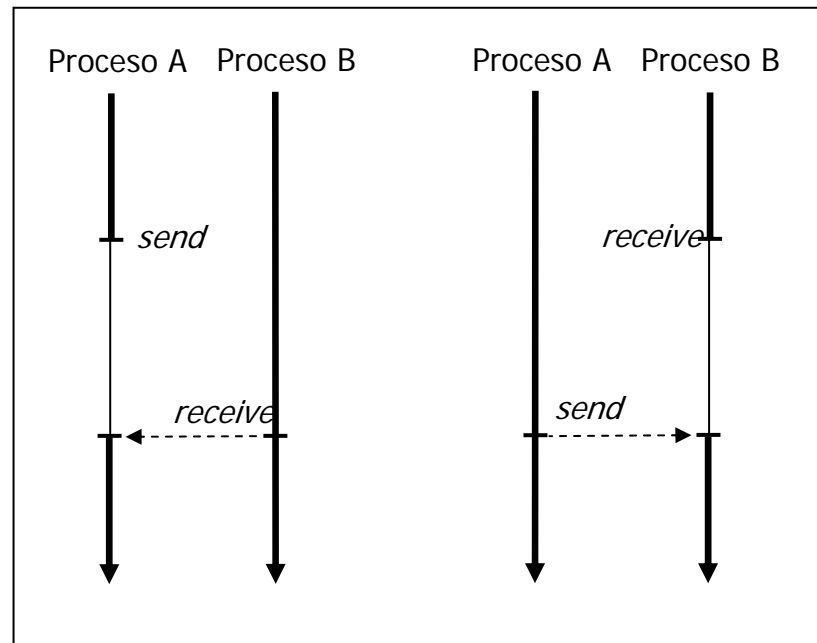 Proceso A Proceso B Proceso A Proceso B
send
receive
receive
send